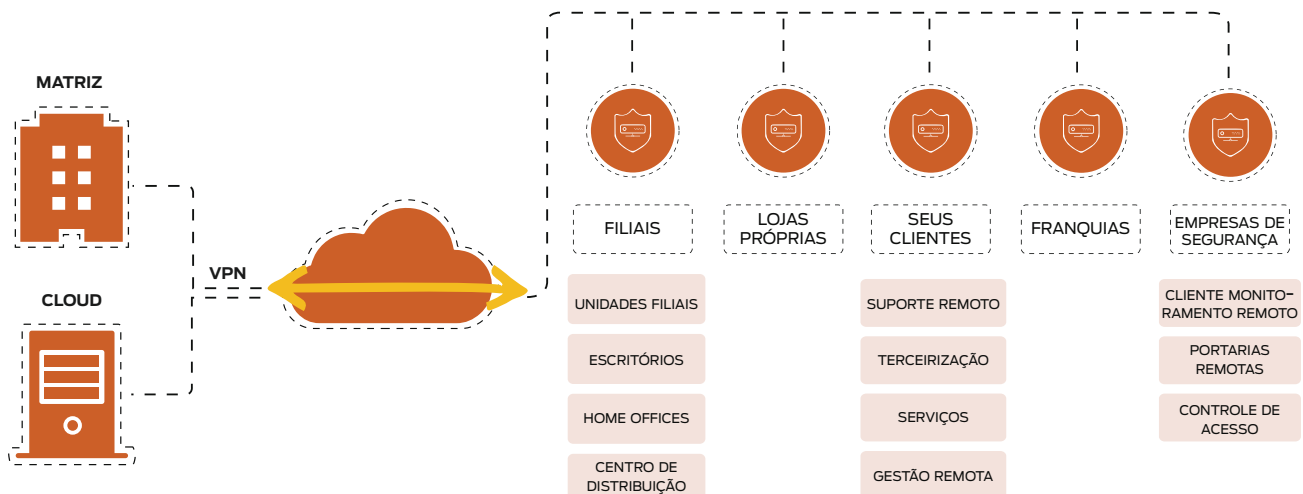 MATRIZ
CLOUD
VPN
FILIAIS
UNIDADES FILIAIS
ESCRITÓRIOS
HOME OFFICES
CENTRO DE
DISTRIBUIÇÃO
LOJAS
PRÓPRIAS
SEUS
CLIENTES
SUPORTE REMOTO
TERCEIRIZAÇÃO
SERVIÇOS
GESTÃO REMOTA
FRANQUIAS
EMPRESAS DE
SEGURANÇA
CLIENTE MONITO-
RAMENTO REMOTO
PORTARIAS
REMOTAS
CONTROLE DE
ACESSO